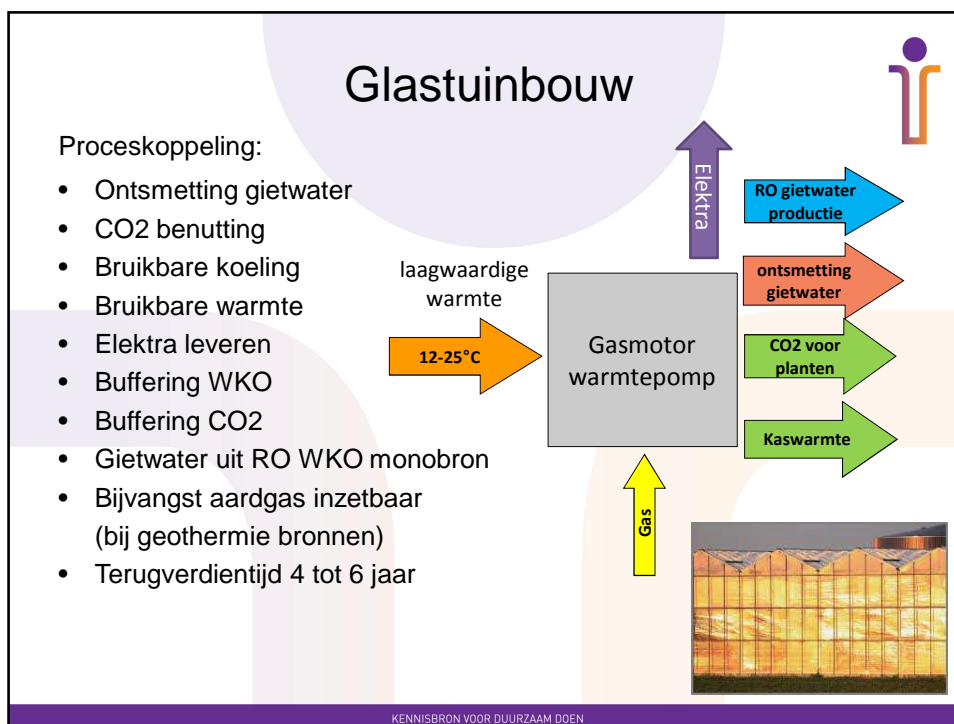 Glastuinbouw
Proceskoppeling:
• Ontsmetting gietwater
• CO2 benutting
• Bruikbare koeling
• Bruikbare warmte
• Elektra leveren
• Buffering WKO
• Buffering CO2
• Gietwater uit RO WKO monobron
• Bijvangst aardgas inzetbaar
(bij geothermie bronnen)
• Terugverdientijd 4 tot 6 jaar
laagwaardige
warmte
12-25°C
Elektra
Gasmotor
warmtepomp
Gas
RO gietwater
productie
ontsmetting
gietwater
CO2 voor
planten
Kaswarmte
KENNISBRON VOOR DUURZAAM DOEN